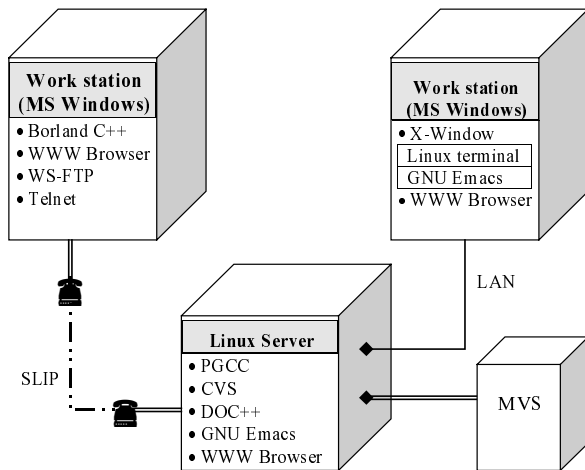 Work station
(MS Windows)
• Borland C++
• WWW Browser
• WS-FTP
• Telnet
Work station
(MS Windows)
• X-Window
Linux terminal
GNU Emacs
• WWW Browser
LAN
SLIP
Linux Server
• PGCC
• CVS
• DOC++
• GNU Emacs
• WWW Browser
MVS